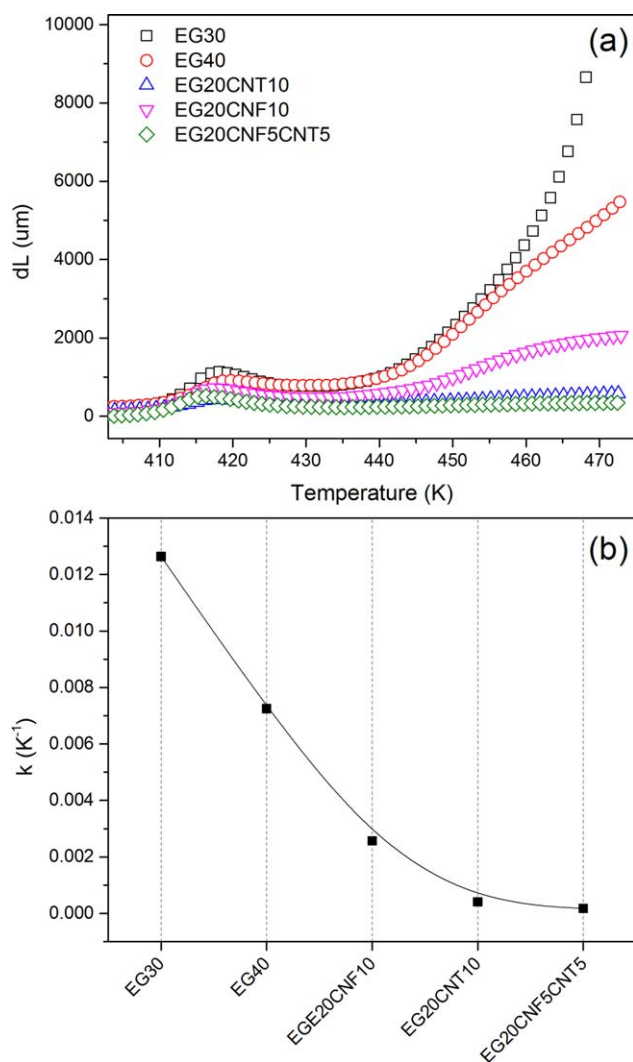 (a)
EG30
EG40
EG20CNT10
EG20CNF10
EG20CNF5CNT5
10000
8000
6000
4000
2000
0
dL (um)
410 420 430 440 450 460 470
Temperature (K)
(b)
0.014
0.012
0.010
0.008
0.006
0.004
0.002
0.000
k (K⁻¹)
EG30
EG40
EGE20CNF10
EG20CNT10
EG20CNF5CNT5